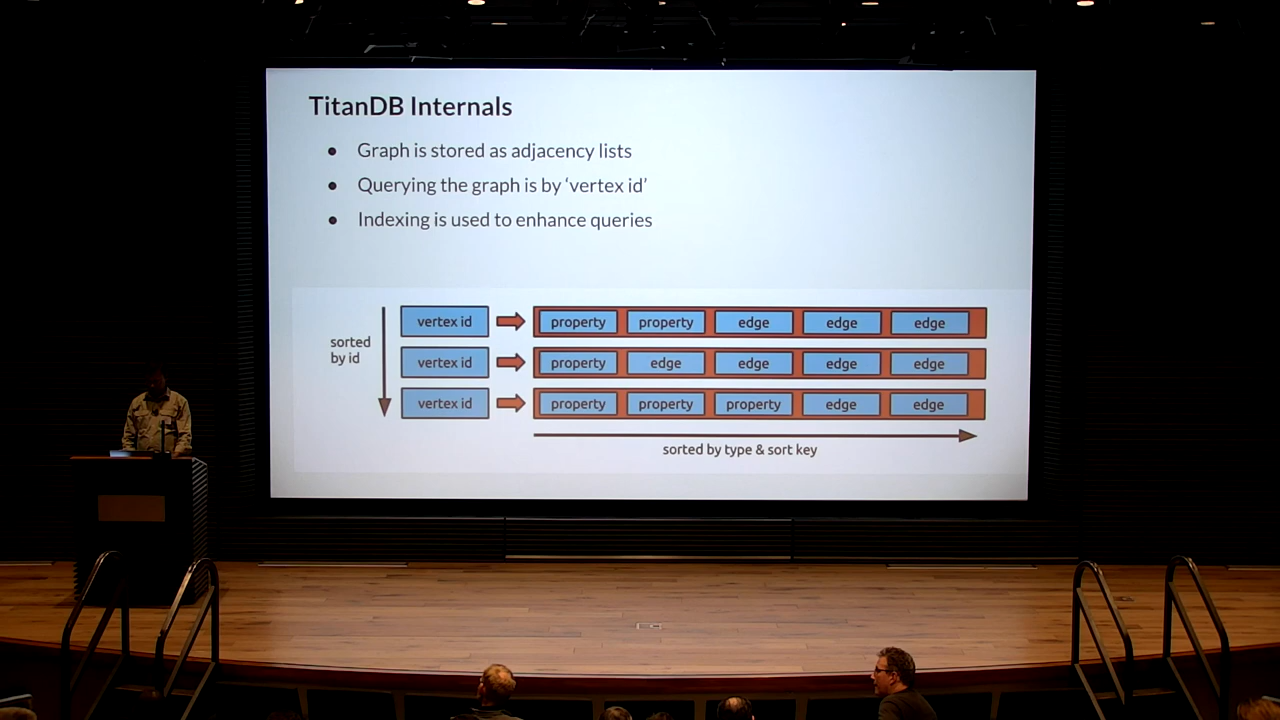 TitanDB Internals
● Graph is stored as adjacency lists
● Querying the graph is by ‘vertex id’
● Indexing is used to enhance queries
sorted
by id
vertex id property property edge edge edge
vertex id property edge edge edge edge
vertex id property property property edge edge
sorted by type & sort key